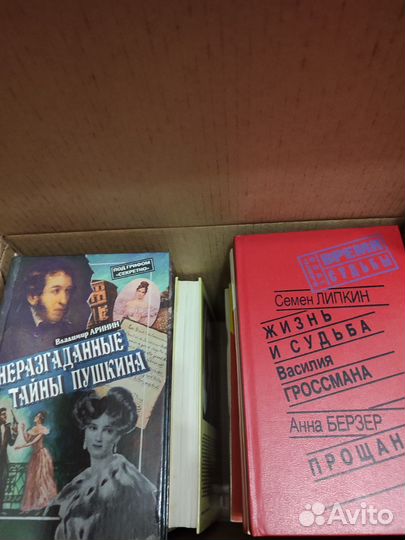 ПОД ГРИФОМ
«СЕКРЕТНО»
Владимир АРИНИН
НЕРАЗГАДАННЫЕ
ТАЙНЫ ПУШКИНА
ВРЕМЯ
СУДЬБЫ
Семен ЛИПКИН
ЖИЗНЬ
И СУДЬБА
Василия
ГРОССМАНА
Анна БЕРЗЕР
ПРОЩАН
Avito